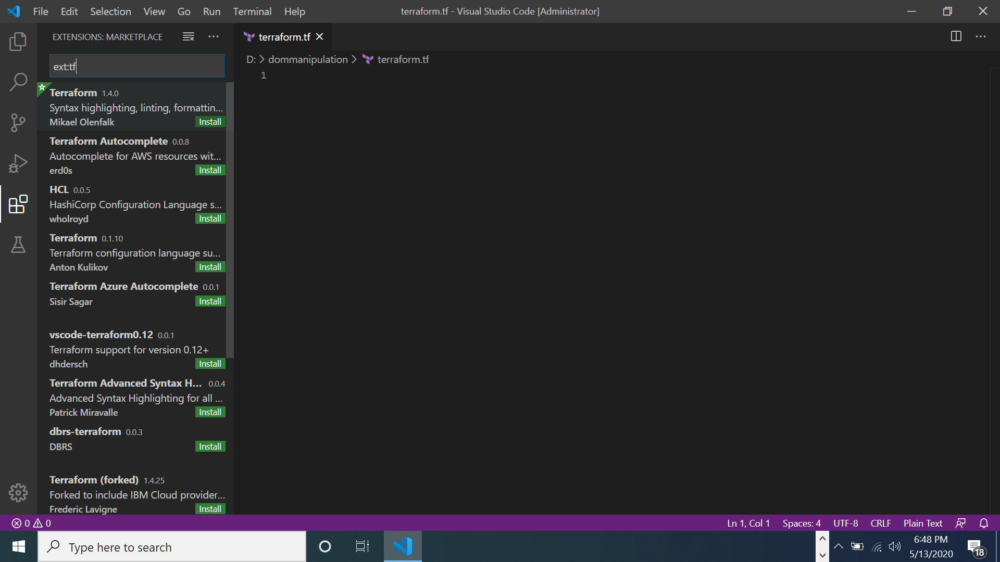 File Edit Selection View Go Run Terminal Help
terraform.tf - Visual Studio Code [Administrator]
EXTENSIONS: MARKETPLACE
ext:tf
Terraform 1.4.0
Syntax highlighting, linting, formattin...
Mikael Olenfalk Install
Terraform Autocomplete 0.0.8
Autocomplete for AWS resources wit...
erd0s Install
HCL 0.0.5
HashiCorp Configuration Language s...
wholroyd Install
Terraform 0.1.10
Terraform configuration language su...
Anton Kulikov Install
Terraform Azure Autocomplete 0.0.1
Sisir Sagar Install
vscode-terraform0.12 0.0.1
Terraform support for version 0.12+
dhdersch Install
Terraform Advanced Syntax H... 0.0.4
Advanced Syntax Highlighting for all ...
Patrick Miravalle Install
dbrs-terraform 0.0.3
DBRS Install
Terraform (forked) 1.4.25
Forked to include IBM Cloud provider...
Frederic Lavigne Install
terraform.tf
D: > dommanipulation > terraform.tf
1
0 0
Ln 1, Col 1 Spaces: 4 UTF-8 CRLF Plain Text
Type here to search
6:48 PM
5/13/2020
18